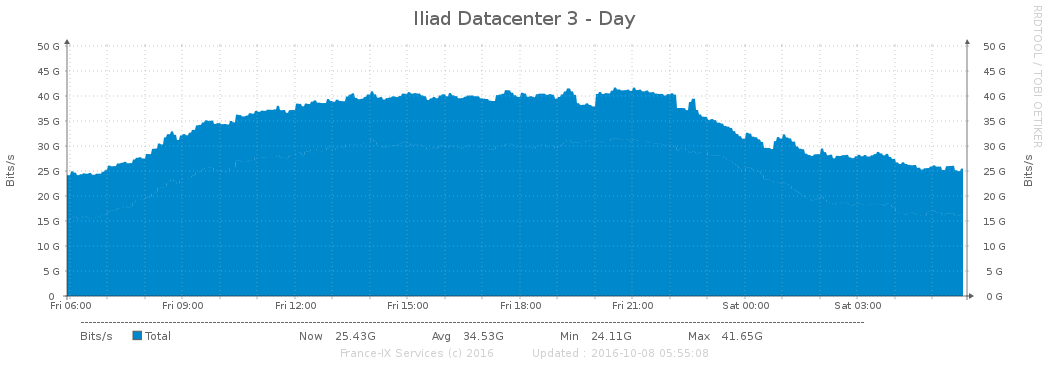 Iliad Datacenter 3 - Day
RRDTOOL / TOBI OETIKER
Bits/s
50 G
45 G
40 G
35 G
30 G
25 G
20 G
15 G
10 G
5 G
0
50 G
45 G
40 G
35 G
30 G
25 G
20 G
15 G
10 G
5 G
0 G
Bits/s
Fri 06:00 Fri 09:00 Fri 12:00 Fri 15:00 Fri 18:00 Fri 21:00 Sat 00:00 Sat 03:00
Bits/s Total Now 25.43G Avg 34.53G Min 24.11G Max 41.65G
France-IX Services (c) 2016 Updated : 2016-10-08 05:55:08